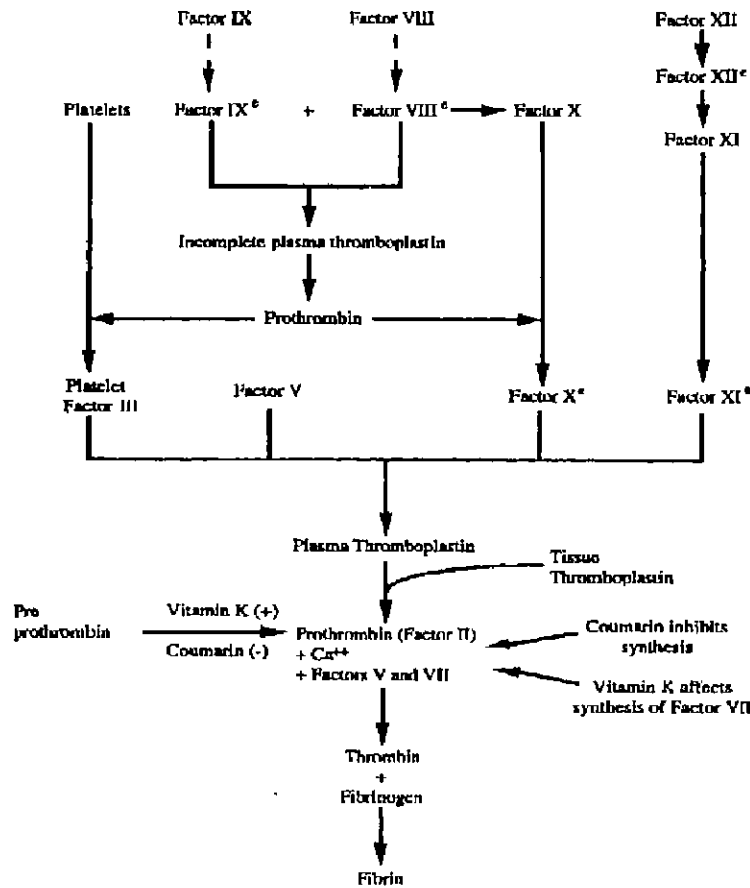 Factor IX
Factor VIII
Factor XII
Factor XIIᵉ
Platelets
Factor IXᵉ
+
Factor VIIIᵉ
Factor X
Factor XI
Incomplete plasma thromboplastin
Prothrombin
Platelet
Factor III
Factor V
Factor Xᵉ
Factor XIᵉ
Plasma Thromboplastin
Tissue
Thromboplastin
Pre
prothrombin
Vitamin K (+)
Coumarin (-)
Prothrombin (Factor II)
+ Ca⁺⁺
+ Factors V and VII
Coumarin inhibits
synthesis
Vitamin K affects
synthesis of Factor VII
Thrombin
+
Fibrinogen
Fibrin